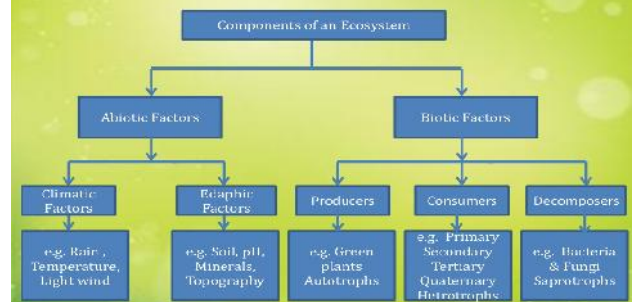 Components of an Ecosystem
Abiotic Factors
Biotic Factors
Climatic
Factors
Edaphic
Factors
Producers
Consumers
Decomposers
e.g. Rain ,
Temperature,
Light wind
e.g. Soil, pH,
Minerals,
Topography
e.g. Green
plants
Autotrophs
e.g. Primary
Secondary
Tertiary
Quaternary
Hetrotrophs
e.g. Bacteria
& Fungi
Saprotrophs